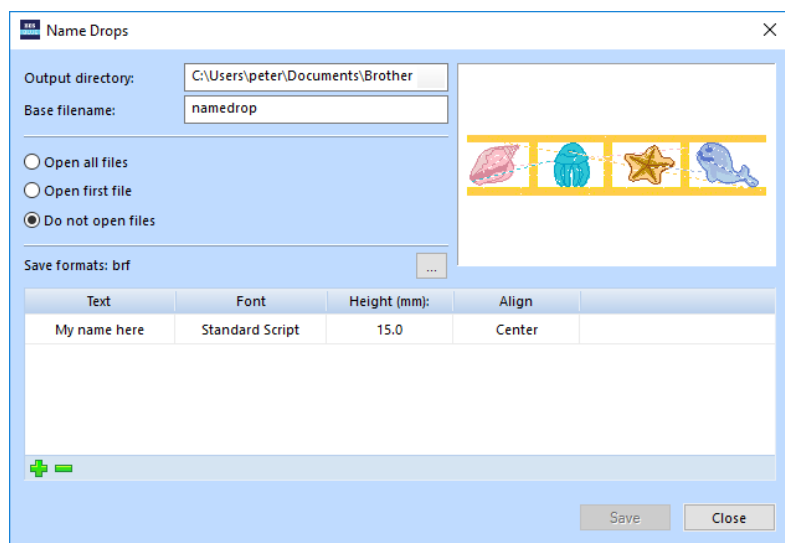 Name Drops
Output directory: C:\Users\peter\Documents\Brother
Base filename: namedrop
Open all files
Open first file
Do not open files
Save formats: brf ...
Text Font Height (mm): Align
My name here Standard Script 15.0 Center
Save Close